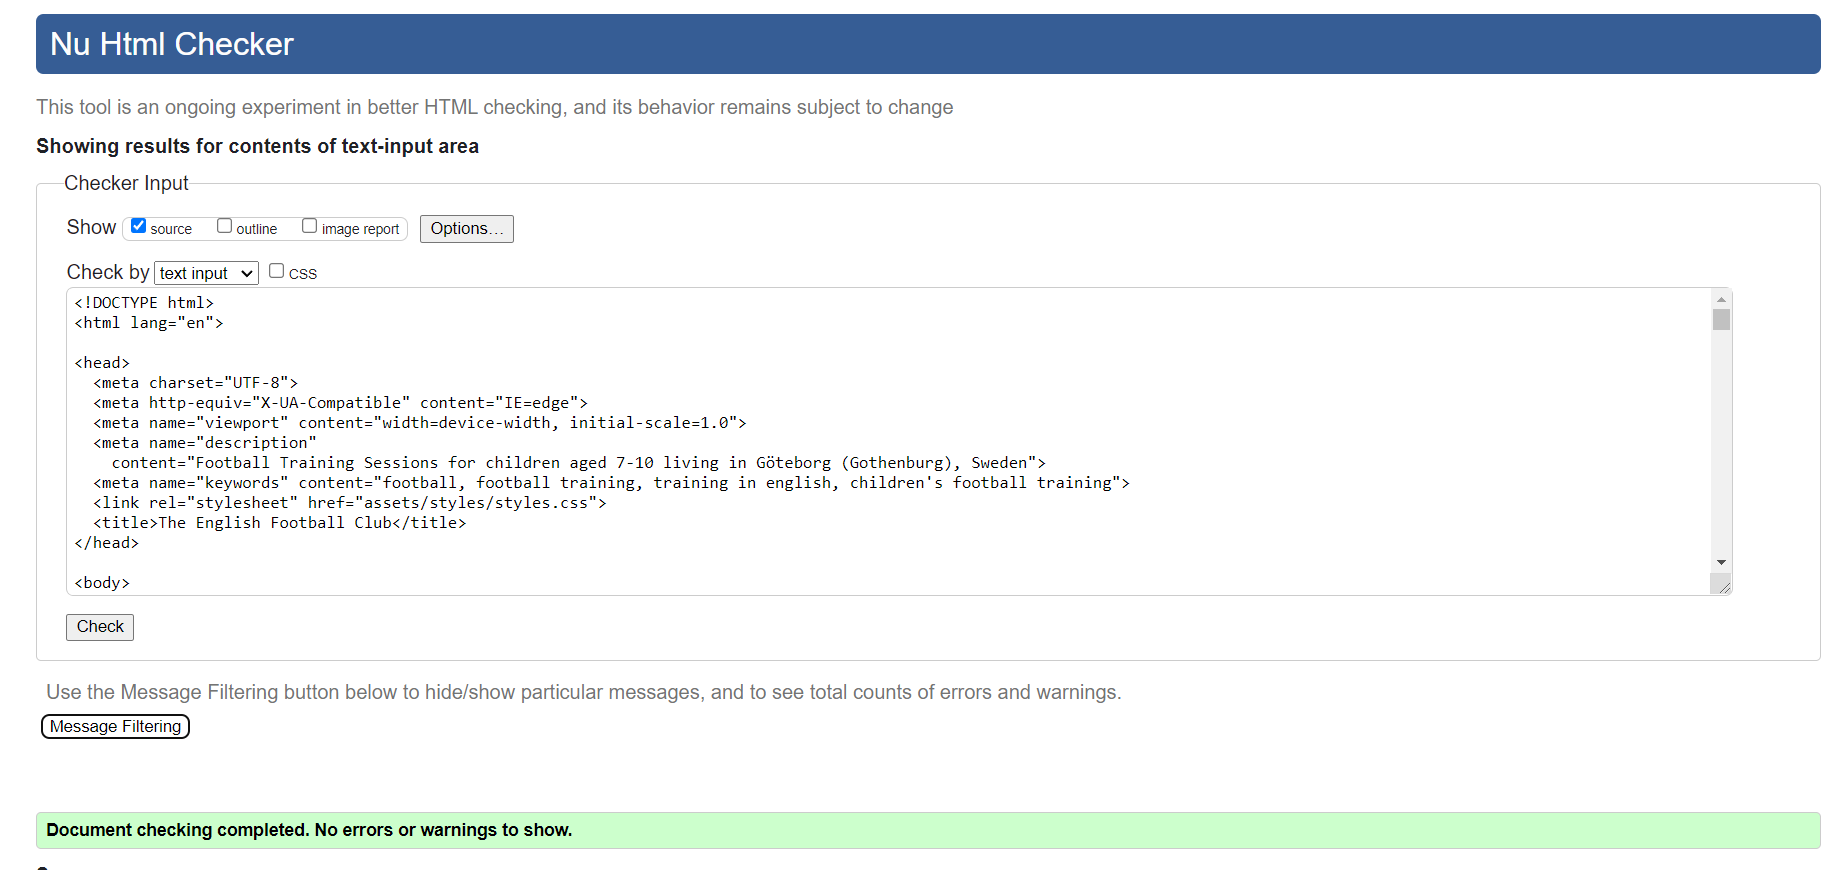 Nu Html Checker
This tool is an ongoing experiment in better HTML checking, and its behavior remains subject to change
Showing results for contents of text-input area
Checker Input
Show source outline image report Options...
Check by text input CSS
<!DOCTYPE html>
<html lang="en">
<head>
<meta charset="UTF-8">
<meta http-equiv="X-UA-Compatible" content="IE=edge">
<meta name="viewport" content="width=device-width, initial-scale=1.0">
<meta name="description"
content="Football Training Sessions for children aged 7-10 living in Göteborg (Gothenburg), Sweden">
<meta name="keywords" content="football, football training, training in english, children's football training">
<link rel="stylesheet" href="assets/styles/styles.css">
<title>The English Football Club</title>
</head>
<body>
Check
Use the Message Filtering button below to hide/show particular messages, and to see total counts of errors and warnings.
Message Filtering
Document checking completed. No errors or warnings to show.